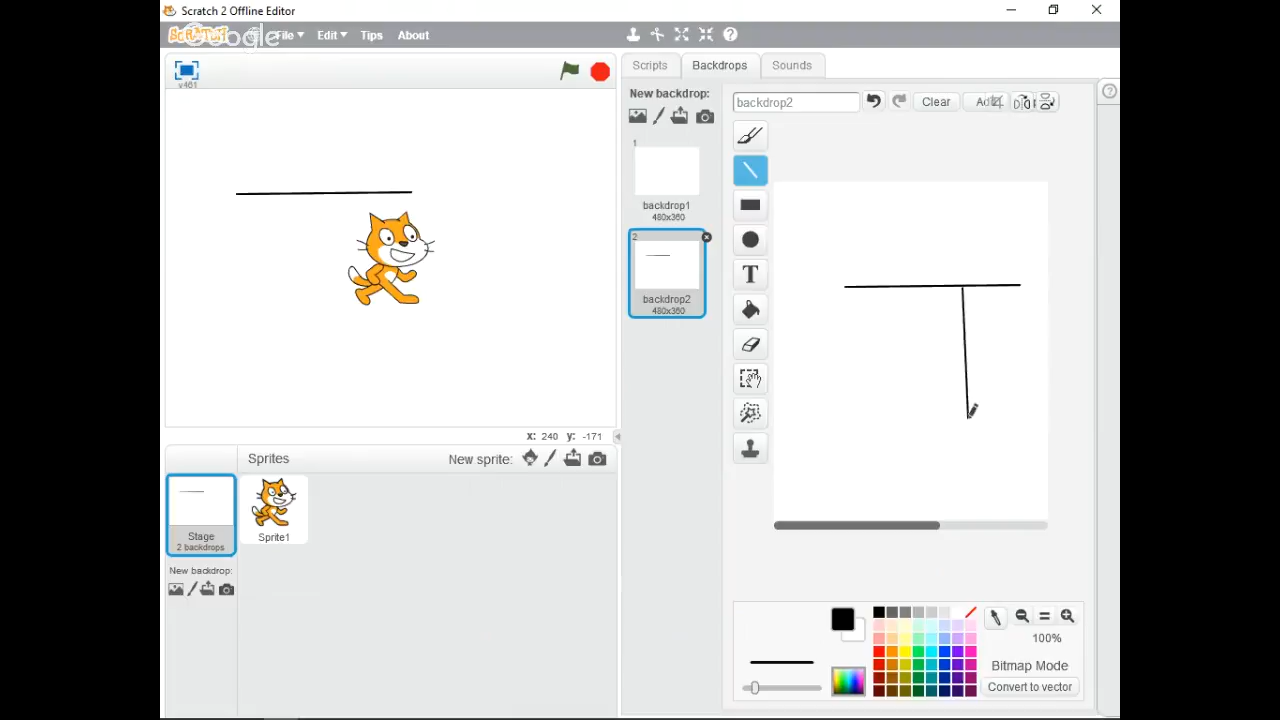 Scratch 2 Offline Editor
SCRATCH
Google
File Edit Tips About
v461
Scripts Backdrops Sounds
New backdrop:
backdrop2
Clear
1
backdrop1
480x360
2
backdrop2
480x360
T
x: 240 y: -171
Sprites
New sprite:
Stage
2 backdrops
Sprite1
New backdrop:
100%
Bitmap Mode
Convert to vector